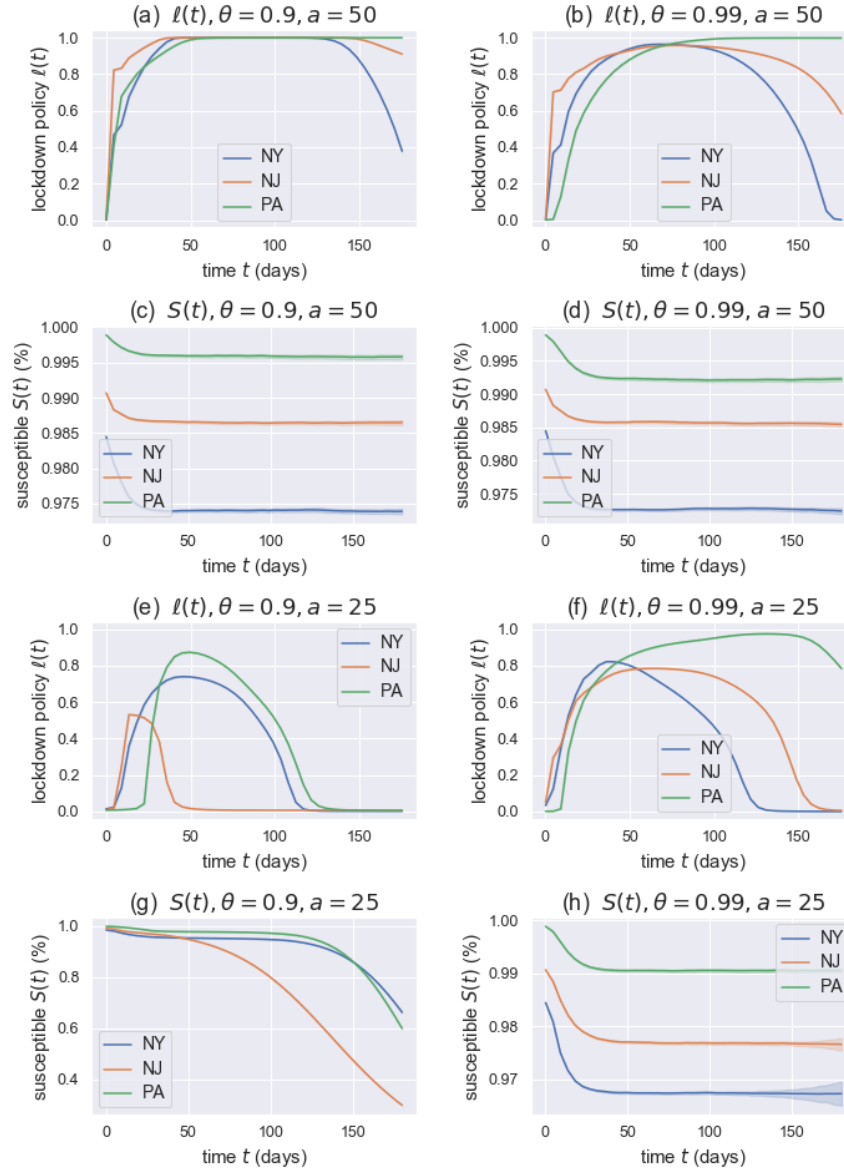 (a) ℓ(t), θ = 0.9, a = 50
lockdown policy ℓ(t)
1.0
0.8
0.6
0.4
0.2
0.0
NY
NJ
PA
0
50
100
150
time t (days)
(b) ℓ(t), θ = 0.99, a = 50
lockdown policy ℓ(t)
1.0
0.8
0.6
0.4
0.2
0.0
NY
NJ
PA
0
50
100
150
time t (days)
(c) S(t), θ = 0.9, a = 50
susceptible S(t) (%)
1.000
0.995
0.990
0.985
0.980
0.975
NY
NJ
PA
0
50
100
150
time t (days)
(d) S(t), θ = 0.99, a = 50
susceptible S(t) (%)
1.000
0.995
0.990
0.985
0.980
0.975
NY
NJ
PA
0
50
100
150
time t (days)
(e) ℓ(t), θ = 0.9, a = 25
lockdown policy ℓ(t)
1.0
0.8
0.6
0.4
0.2
0.0
NY
NJ
PA
0
50
100
150
time t (days)
(f) ℓ(t), θ = 0.99, a = 25
lockdown policy ℓ(t)
1.0
0.8
0.6
0.4
0.2
0.0
NY
NJ
PA
0
50
100
150
time t (days)
(g) S(t), θ = 0.9, a = 25
susceptible S(t) (%)
1.0
0.8
0.6
0.4
NY
NJ
PA
0
50
100
150
time t (days)
(h) S(t), θ = 0.99, a = 25
susceptible S(t) (%)
1.00
0.99
0.98
0.97
NY
NJ
PA
0
50
100
150
time t (days)